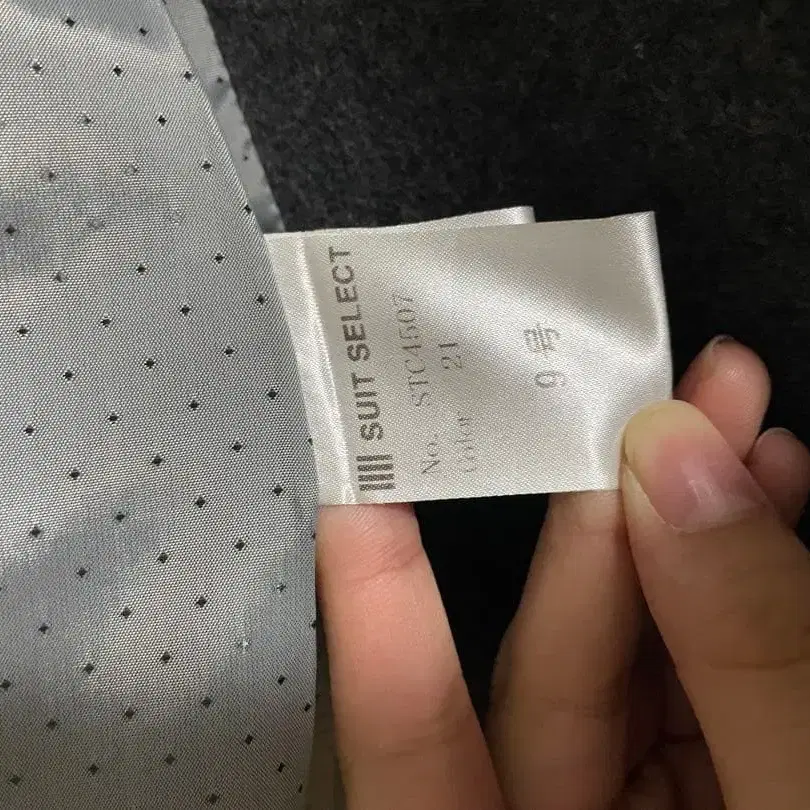 SUIT SELECT
No. STC4507
Color 21
9号